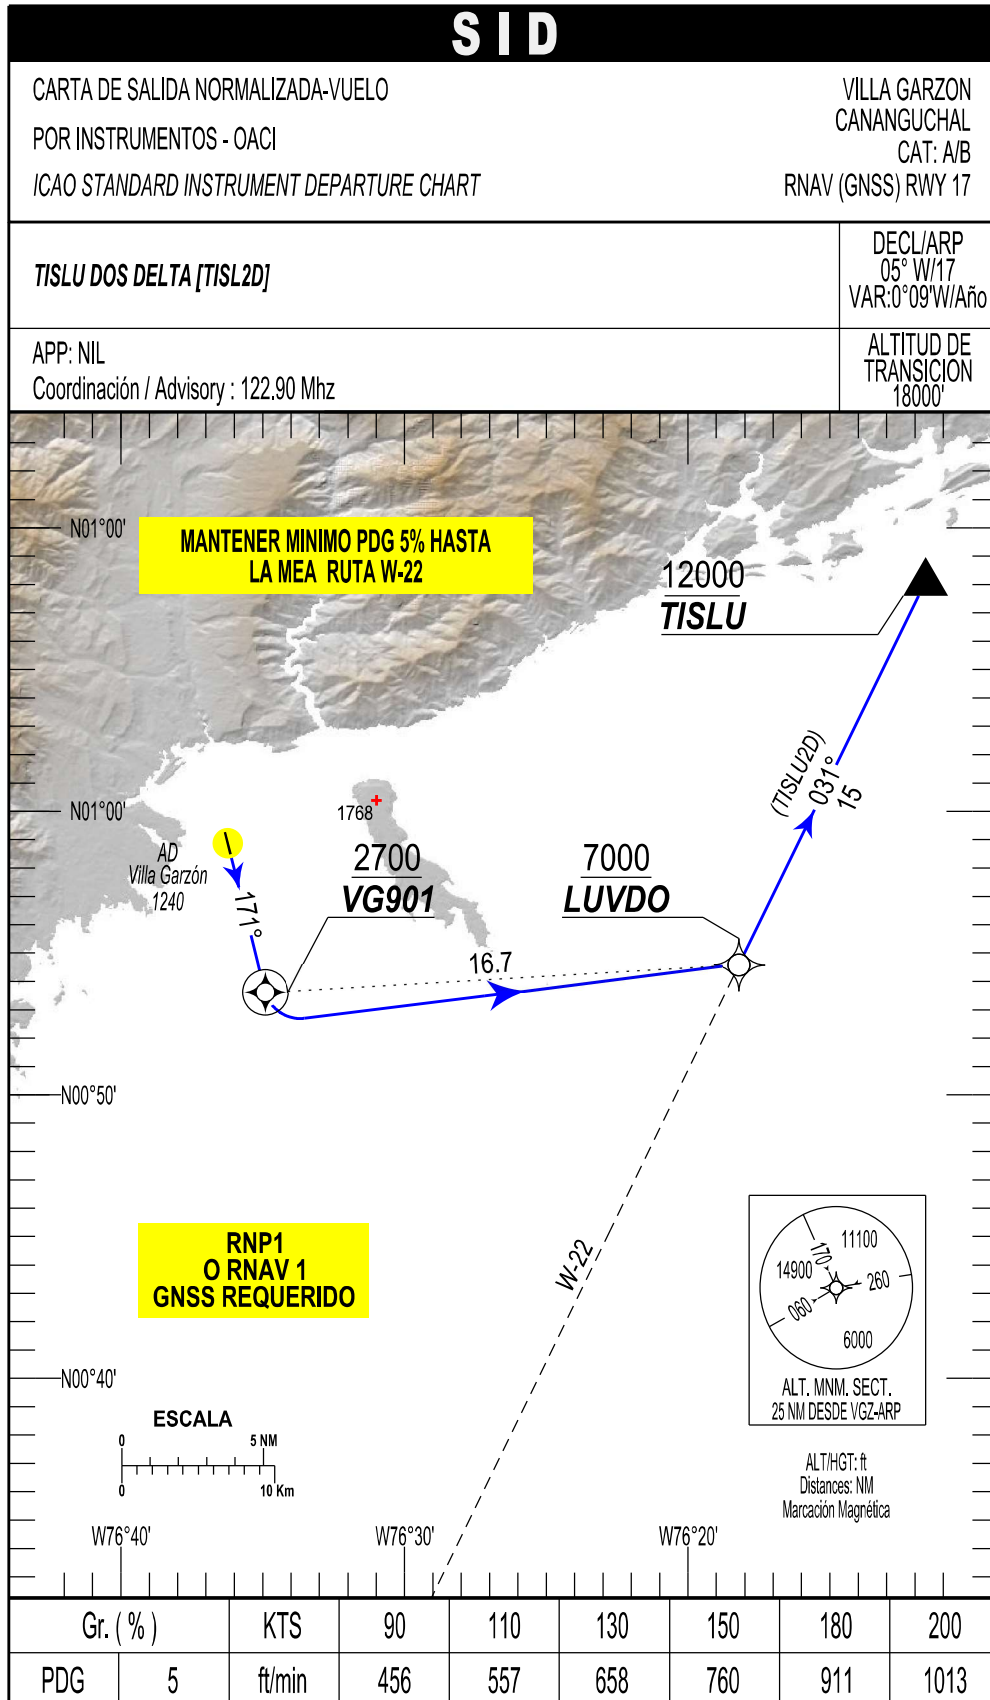 SID
CARTA DE SALIDA NORMALIZADA-VUELO
POR INSTRUMENTOS - OACI
ICAO STANDARD INSTRUMENT DEPARTURE CHART
VILLA GARZON
CANANGUCHAL
CAT: A/B
RNAV (GNSS) RWY 17
TISLU DOS DELTA [TISL2D]
DECL/ARP
05° W/17
VAR:0°09'W/Año
APP: NIL
Coordinación / Advisory : 122.90 Mhz
ALTITUD DE
TRANSICION
18000'
N01°00'
MANTENER MINIMO PDG 5% HASTA
LA MEA RUTA W-22
12000
TISLU
(TISLU2D)
031°
15
N01°00'
1768
AD
Villa Garzón
1240
171°
2700
VG901
7000
LUVDO
16.7
N00°50'
W-22
RNP1
O RNAV 1
GNSS REQUERIDO
170
11100
14900
260
060
6000
ALT. MNM. SECT.
25 NM DESDE VGZ-ARP
N00°40'
ESCALA
0 5 NM
0 10 Km
ALT/HGT: ft
Distances: NM
Marcación Magnética
W76°40' W76°30' W76°20'
Gr. ( % ) KTS 90 110 130 150 180 200
PDG 5 ft/min 456 557 658 760 911 1013